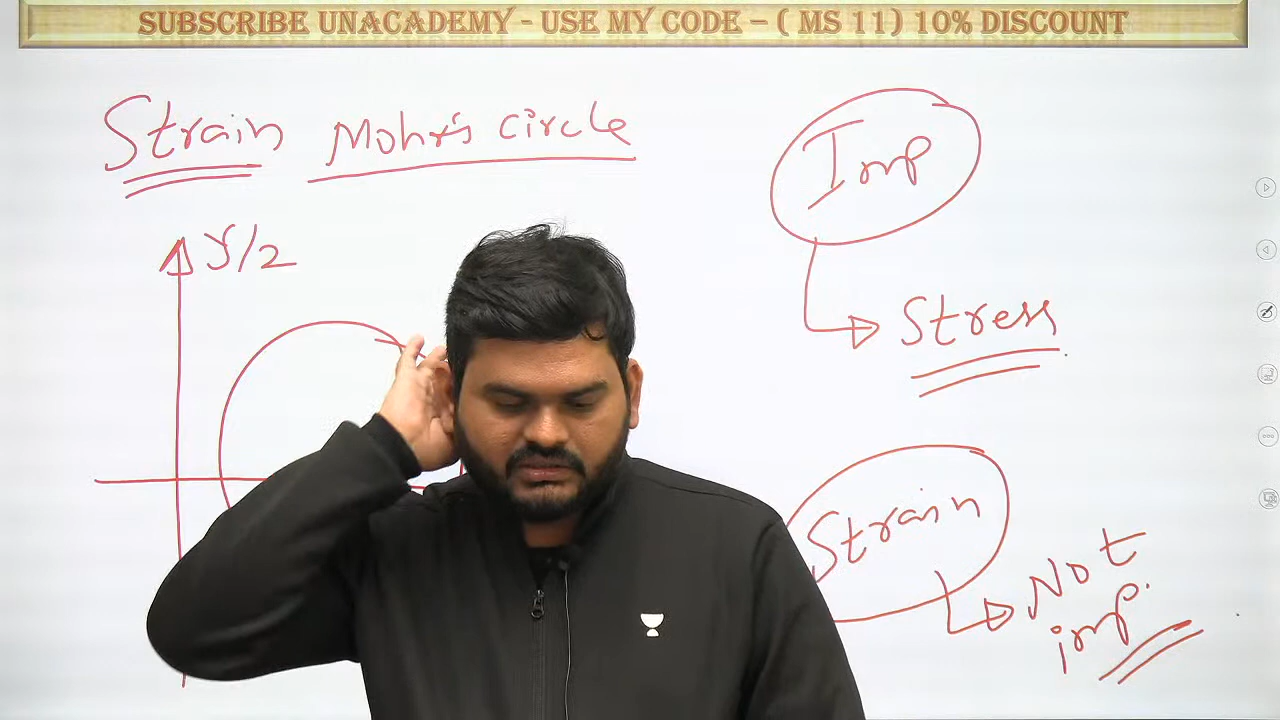 SUBSCRIBE UNACADEMY - USE MY CODE – ( MS 11) 10% DISCOUNT
Strain Mohr's circle
γ/2
Imp
Stress
Strain
Not
imp.